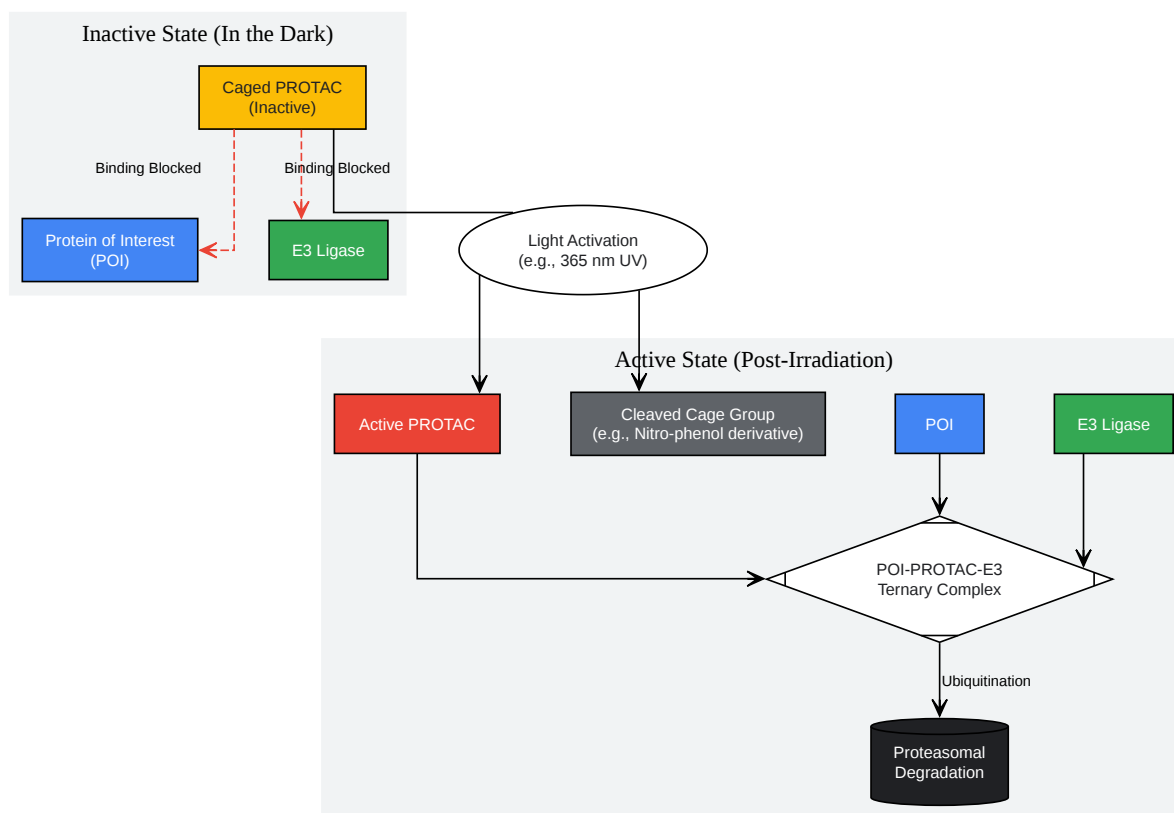 Inactive State (In the Dark)
Caged PROTAC
(Inactive)
Binding Blocked
Binding Blocked
Protein of Interest
(POI)
E3 Ligase
Light Activation
(e.g., 365 nm UV)
Active State (Post-Irradiation)
Active PROTAC
Cleaved Cage Group
(e.g., Nitro-phenol derivative)
POI
E3 Ligase
POI-PROTAC-E3
Ternary Complex
Ubiquitination
Proteasomal
Degradation